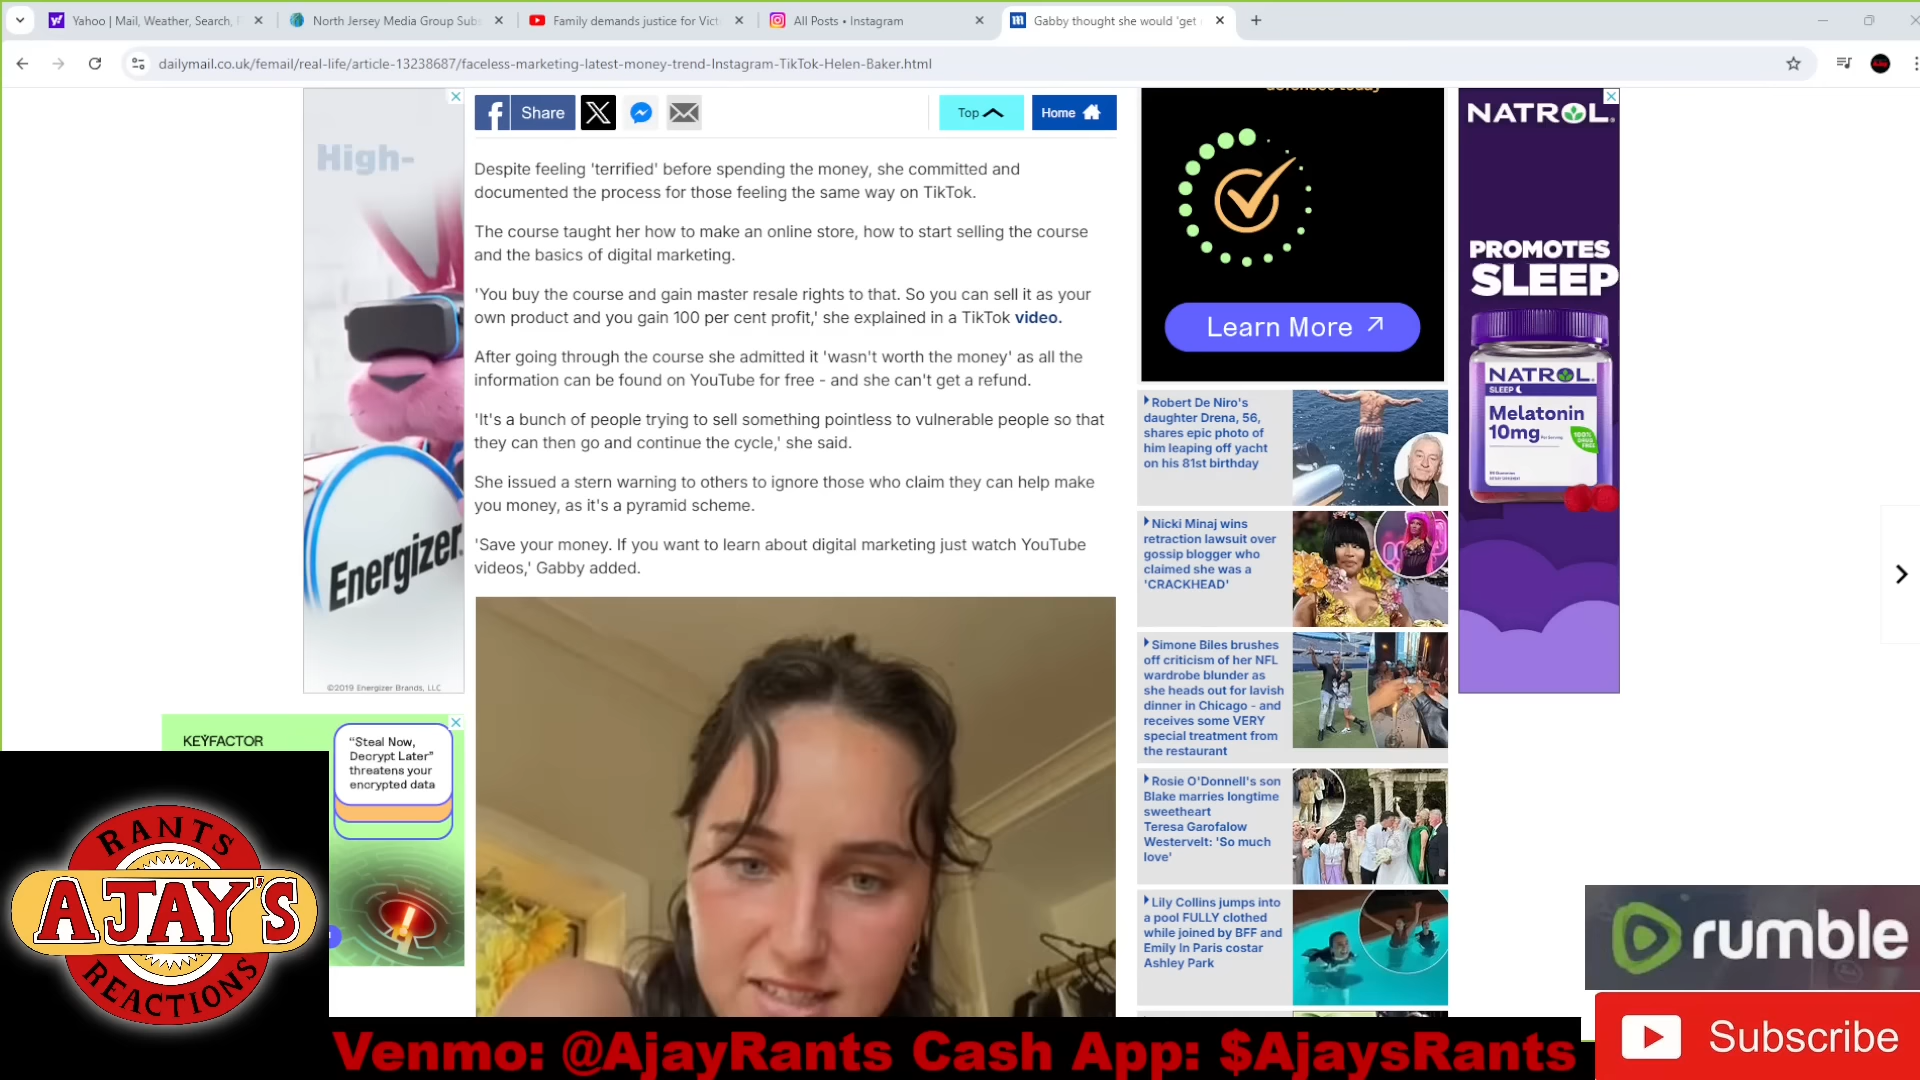 Yahoo | Mail, Weather, Search,
North Jersey Media Group Subs
Family demands justice for Vict
All Posts • Instagram
Gabby thought she would 'get
dailymail.co.uk/femail/real-life/article-13238687/faceless-marketing-latest-money-trend-Instagram-TikTok-Helen-Baker.html
High-
Energizer
©2019 Energizer Brands, LLC
KEYFACTOR
"Steal Now,
Decrypt Later"
threatens your
encrypted data
Share
Top
Home
Despite feeling 'terrified' before spending the money, she committed and
documented the process for those feeling the same way on TikTok.
The course taught her how to make an online store, how to start selling the course
and the basics of digital marketing.
'You buy the course and gain master resale rights to that. So you can sell it as your
own product and you gain 100 per cent profit,' she explained in a TikTok video.
After going through the course she admitted it 'wasn't worth the money' as all the
information can be found on YouTube for free - and she can't get a refund.
'It's a bunch of people trying to sell something pointless to vulnerable people so that
they can then go and continue the cycle,' she said.
She issued a stern warning to others to ignore those who claim they can help make
you money, as it's a pyramid scheme.
'Save your money. If you want to learn about digital marketing just watch YouTube
videos,' Gabby added.
Learn More
Robert De Niro's
daughter Drena, 56,
shares epic photo of
him leaping off yacht
on his 81st birthday
Nicki Minaj wins
retraction lawsuit over
gossip blogger who
claimed she was a
'CRACKHEAD'
Simone Biles brushes
off criticism of her NFL
wardrobe blunder as
she heads out for lavish
dinner in Chicago - and
receives some VERY
special treatment from
the restaurant
Rosie O'Donnell's son
Blake marries longtime
sweetheart
Teresa Garofalow
Westervelt: 'So much
love'
Lily Collins jumps into
a pool FULLY clothed
while joined by BFF and
Emily In Paris costar
Ashley Park
NATROL
PROMOTES
SLEEP
NATROL
SLEEP
Melatonin
10mg
100%
DRUG
FREE
RANTS
AJAY'S
REACTIONS
rumble
Subscribe
Venmo: @AjayRants Cash App: $AjaysRants